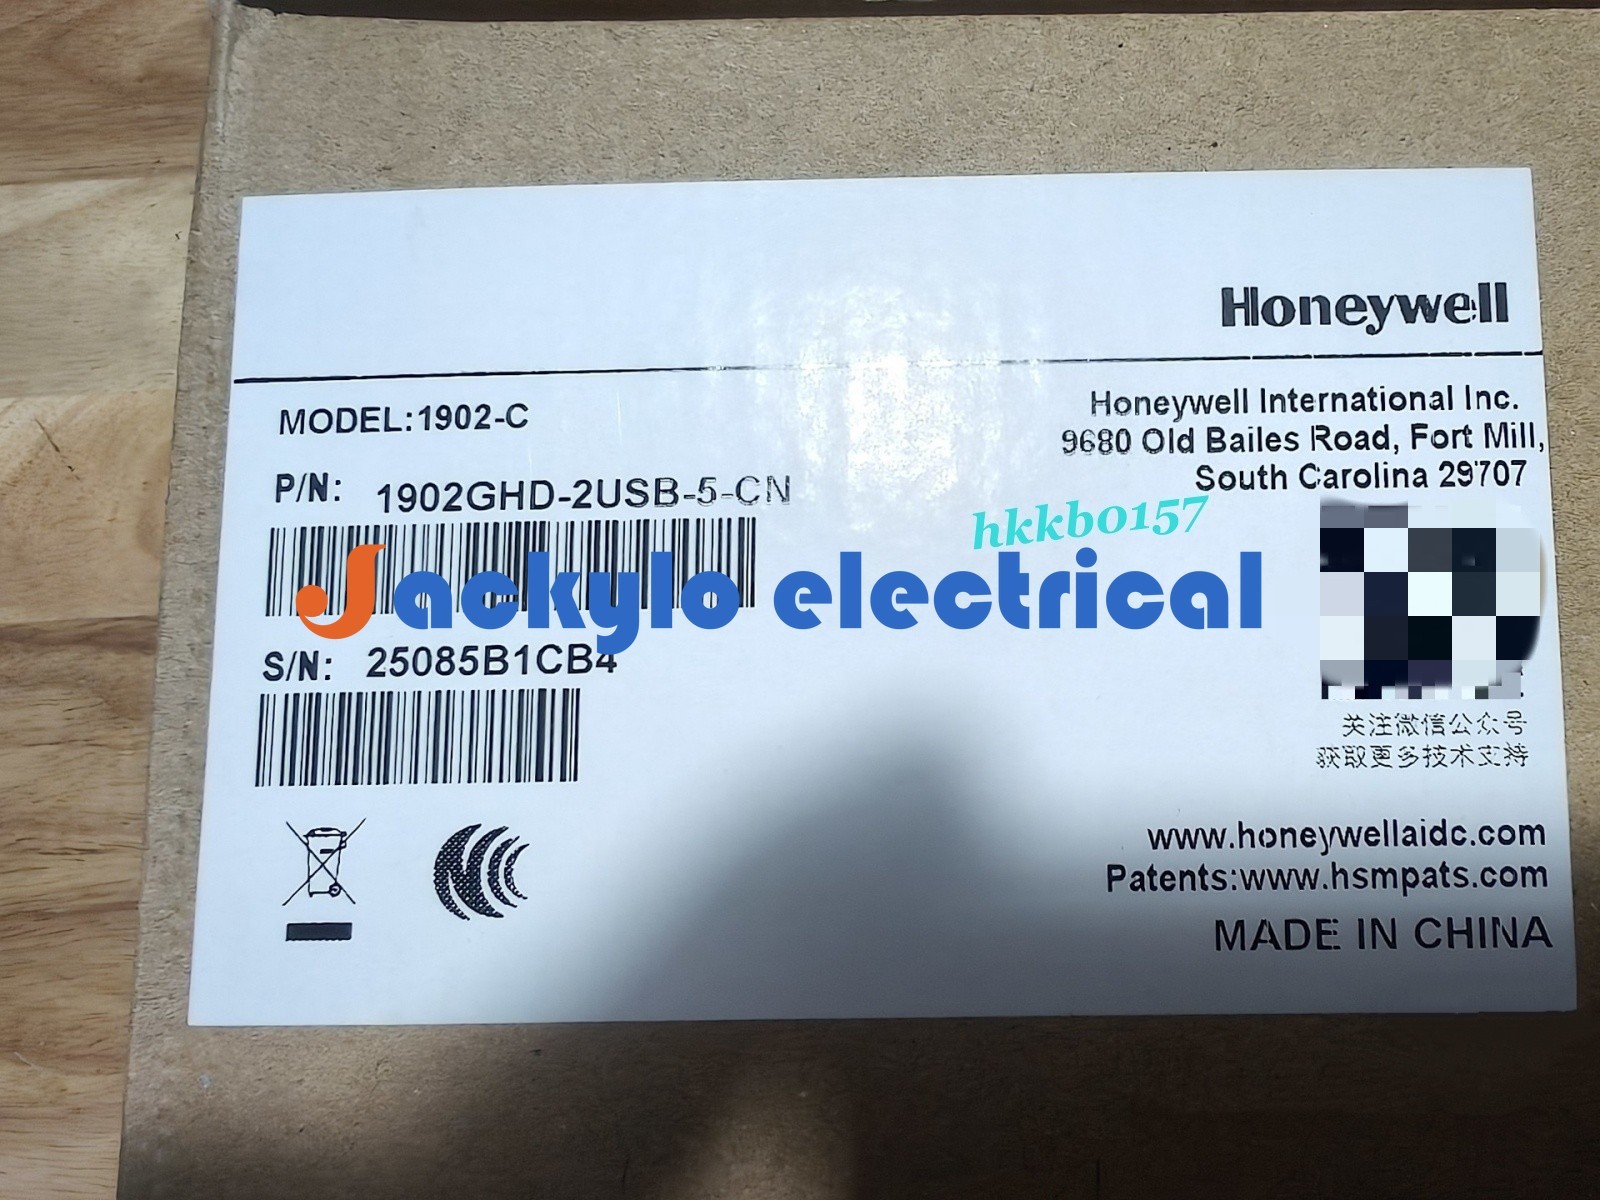 Honeywell
MODEL:1902-C
Honeywell International Inc.
9680 Old Bailes Road, Fort Mill,
South Carolina 29707
P/N: 1902GHD-2USB-5-CN
hkkb0157
Jackylo electrical
S/N: 25085B1CB4
关注微信公众号
获取更多技术支持
www.honeywellaidc.com
Patents:www.hsmpats.com
MADE IN CHINA